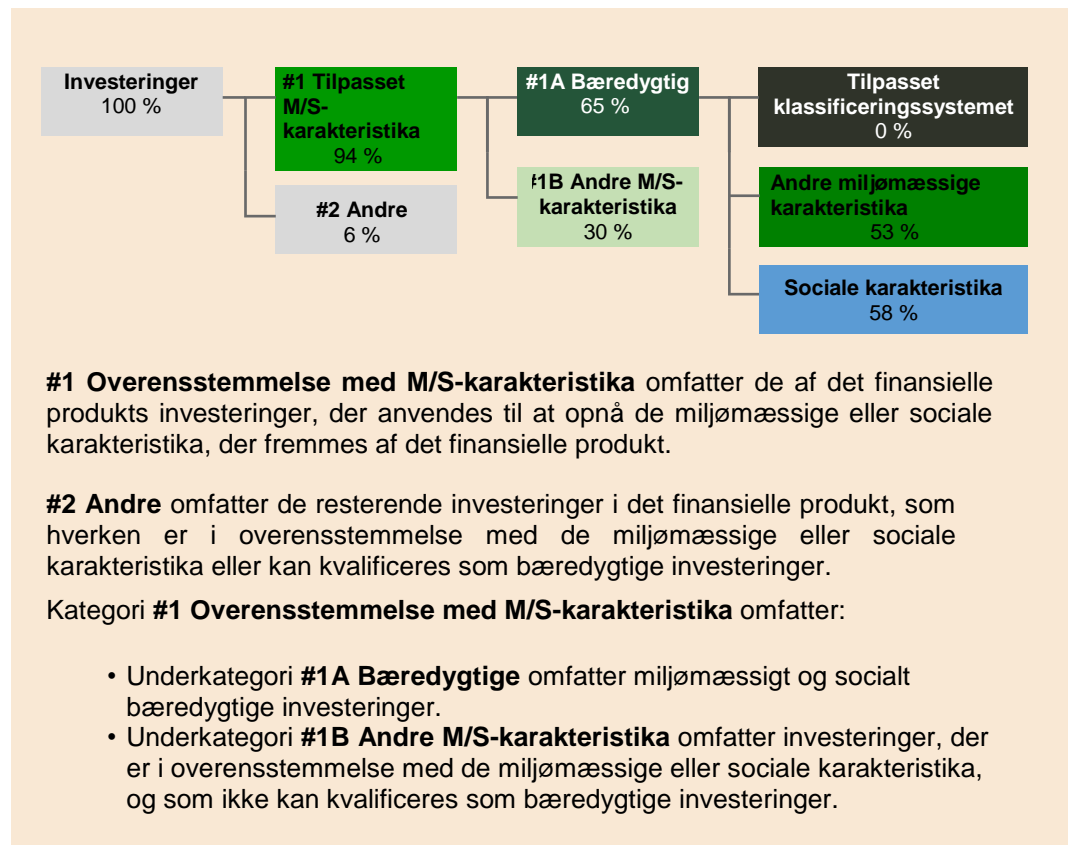 Investeringer
100 %
#1 Tilpasset
M/S-
karakteristika
94 %
#2 Andre
6 %
#1A Bæredygtig
65 %
#1B Andre M/S-
karakteristika
30 %
Tilpasset
klassificeringssystemet
0 %
Andre miljømæssige
karakteristika
53 %
Sociale karakteristika
58 %
#1 Overensstemmelse med M/S-karakteristika omfatter de af det finansielle
produkts investeringer, der anvendes til at opnå de miljømæssige eller sociale
karakteristika, der fremmes af det finansielle produkt.
#2 Andre omfatter de resterende investeringer i det finansielle produkt, som
hverken er i overensstemmelse med de miljømæssige eller sociale
karakteristika eller kan kvalificeres som bæredygtige investeringer.
Kategori #1 Overensstemmelse med M/S-karakteristika omfatter:
• Underkategori #1A Bæredygtige omfatter miljømæssigt og socialt
bæredygtige investeringer.
• Underkategori #1B Andre M/S-karakteristika omfatter investeringer, der
er i overensstemmelse med de miljømæssige eller sociale karakteristika,
og som ikke kan kvalificeres som bæredygtige investeringer.